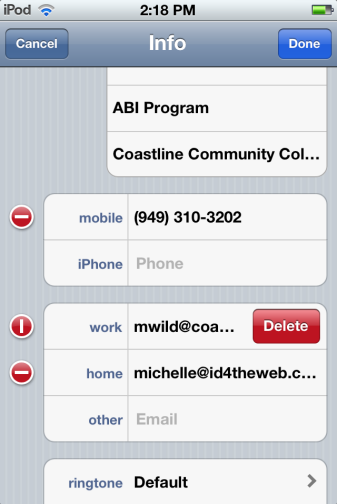 iPod 2:18 PM
Cancel Info Done
ABI Program
Coastline Community Col...
mobile (949) 310-3202
iPhone Phone
work mwild@coa... Delete
home michelle@id4theweb.c...
other Email
ringtone Default